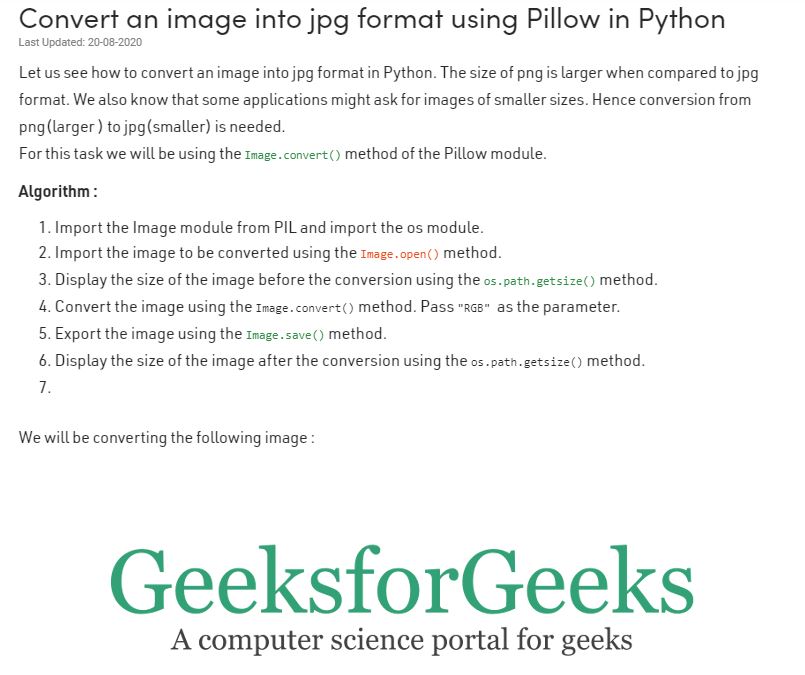 Convert an image into jpg format using Pillow in Python
Last Updated: 20-08-2020
Let us see how to convert an image into jpg format in Python. The size of png is larger when compared to jpg
format. We also know that some applications might ask for images of smaller sizes. Hence conversion from
png(larger ) to jpg(smaller) is needed.
For this task we will be using the Image.convert() method of the Pillow module.
Algorithm :
1. Import the Image module from PIL and import the os module.
2. Import the image to be converted using the Image.open() method.
3. Display the size of the image before the conversion using the os.path.getsize() method.
4. Convert the image using the Image.convert() method. Pass "RGB" as the parameter.
5. Export the image using the Image.save() method.
6. Display the size of the image after the conversion using the os.path.getsize() method.
7.
We will be converting the following image :
GeeksforGeeks
A computer science portal for geeks